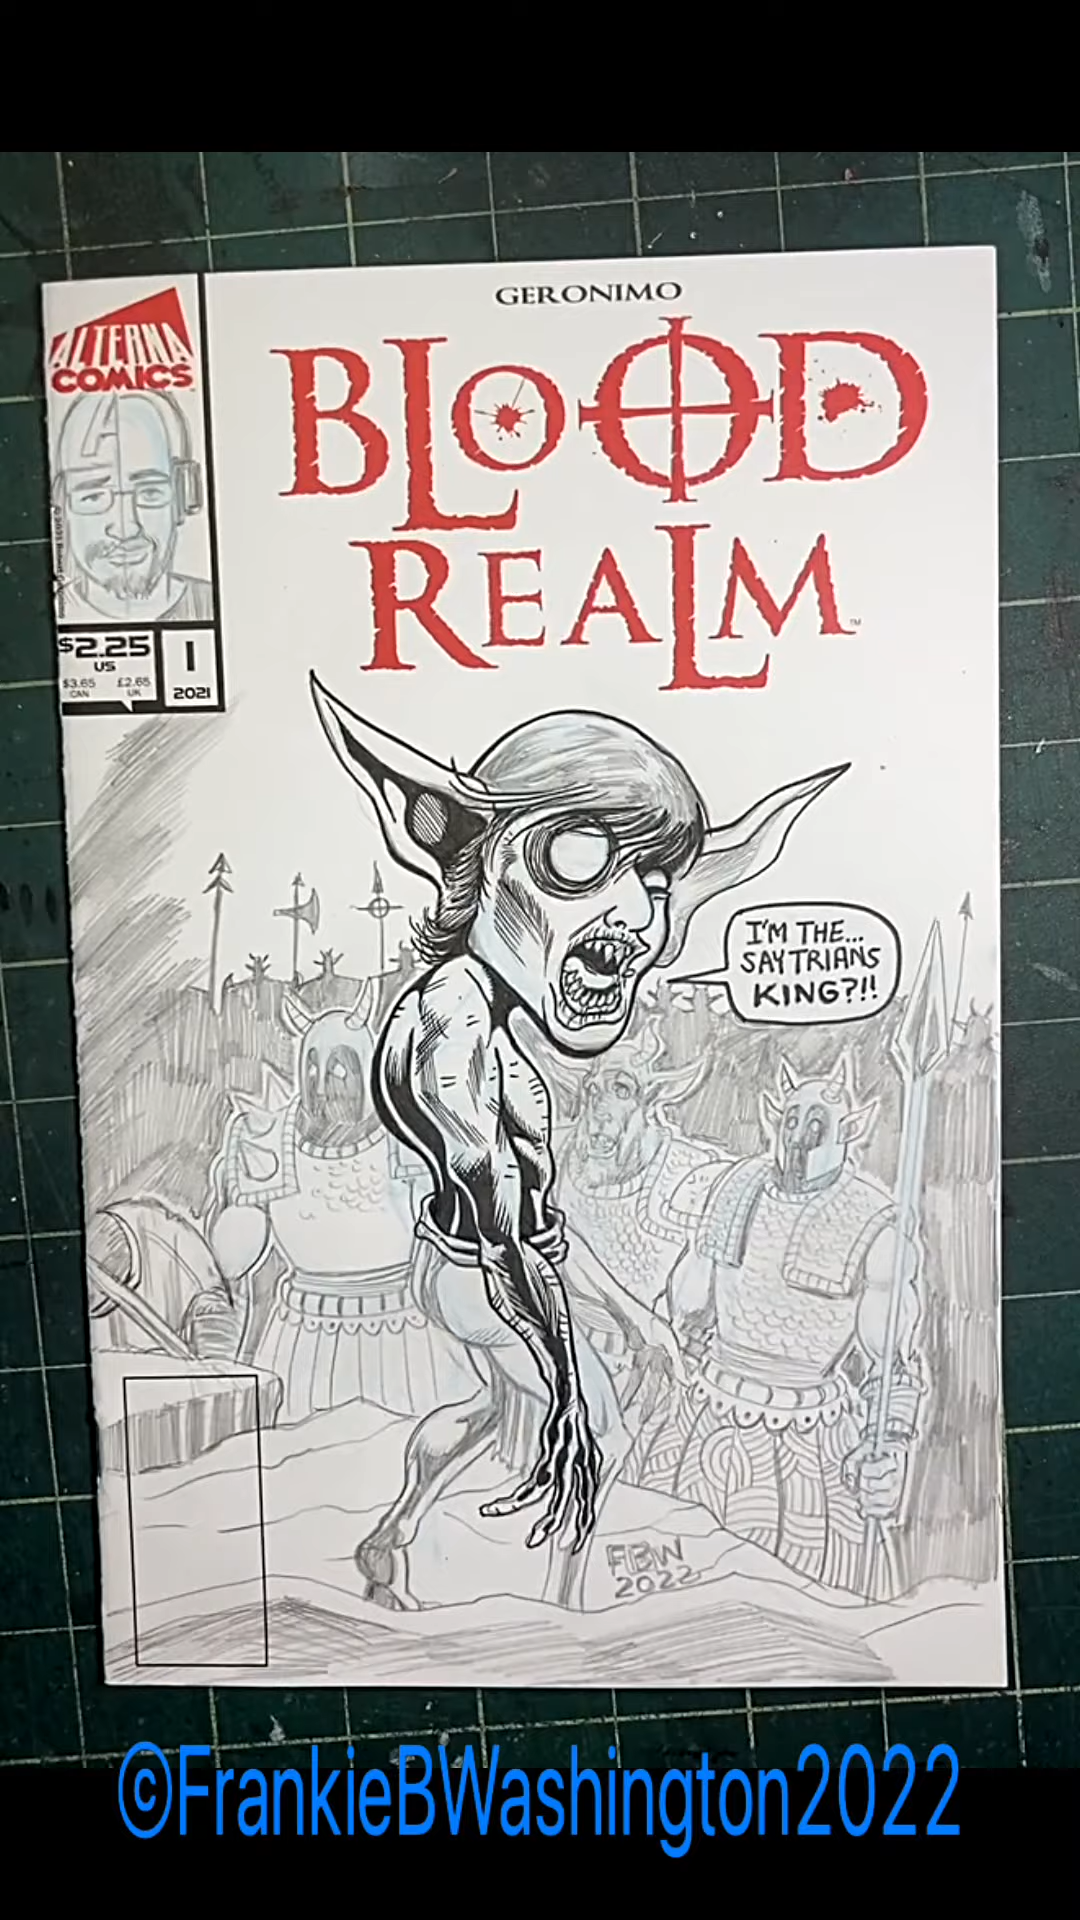 GERONIMO
ALTERNA
COMICS
BLOOD
REALM
™
$2.25
US
$3.65
CAN
£2.65
UK
1
2021
I'M THE...
SAYTRIANS
KING?!!
FBW
2022
©FrankieBWashington2022